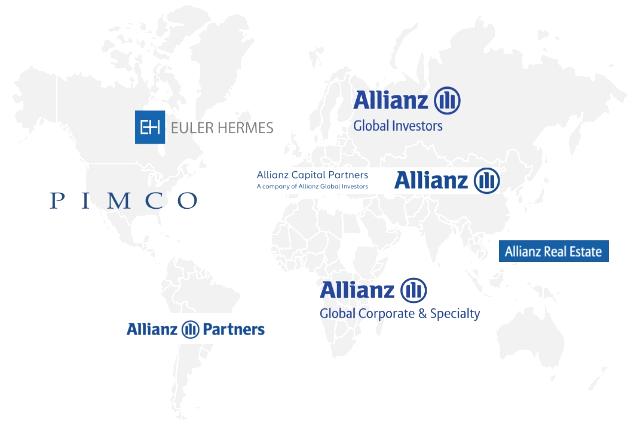 Allianz
Global Investors
EH EULER HERMES
Allianz Capital Partners
A company of Allianz Global Investors
Allianz
PIMCO
Allianz Real Estate
Allianz
Global Corporate & Specialty
Allianz Partners